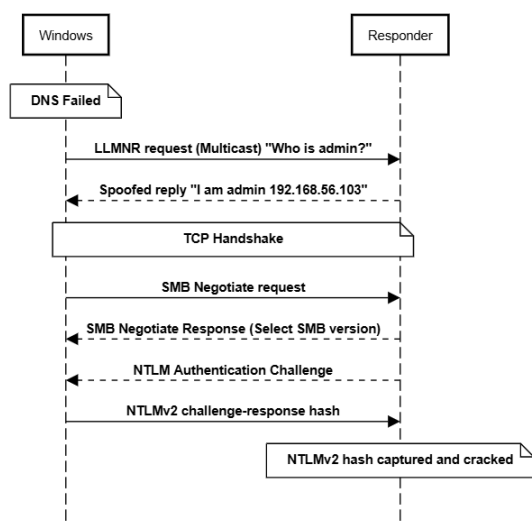 Windows
Responder
DNS Failed
LLMNR request (Multicast) "Who is admin?"
Spoofed reply "I am admin 192.168.56.103"
TCP Handshake
SMB Negotiate request
SMB Negotiate Response (Select SMB version)
NTLM Authentication Challenge
NTLMv2 challenge-response hash
NTLMv2 hash captured and cracked